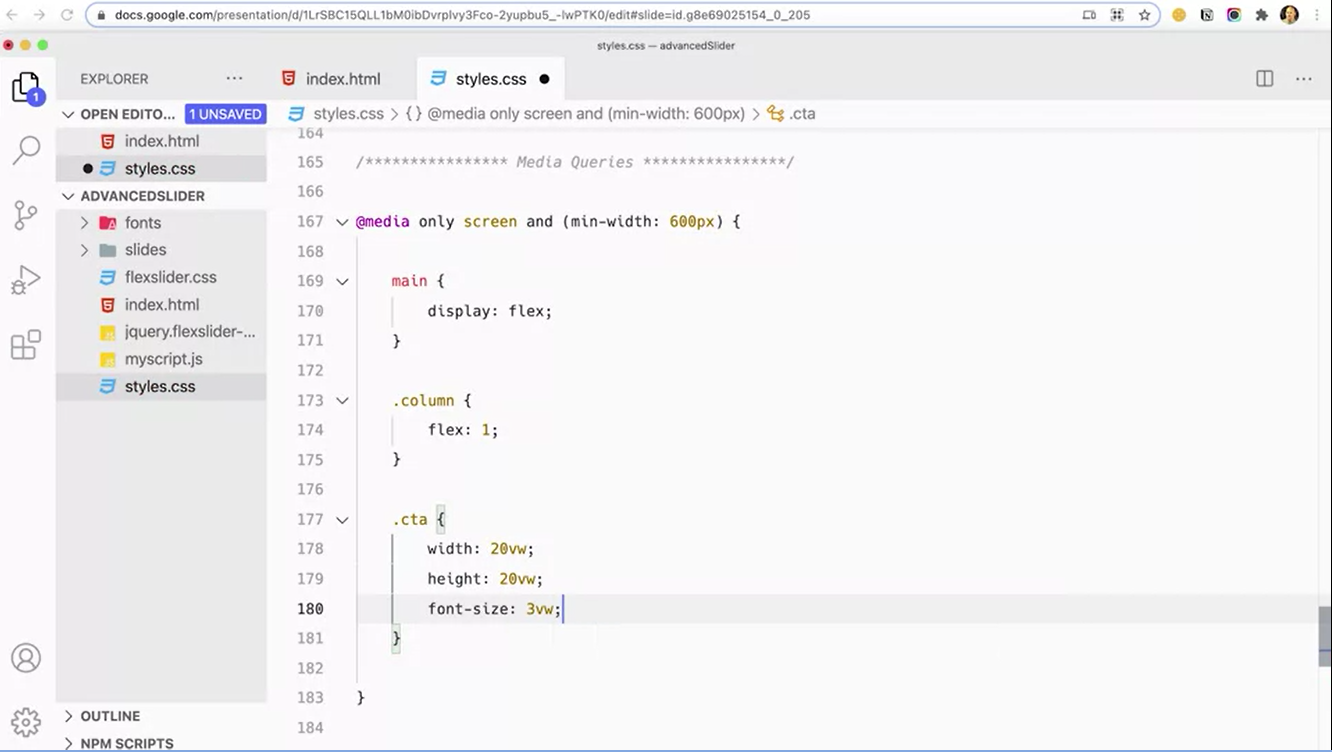 docs.google.com/presentation/d/1LrSBC15QLL1bM0ibDvrplvy3Fco-2yupbu5_-lwPTK0/edit#slide=id.g8e69025154_0_205
styles.css — advancedSlider
EXPLORER
index.html
styles.css
OPEN EDITO... 1 UNSAVED
styles.css > {} @media only screen and (min-width: 600px) > .cta
1
index.html
styles.css
ADVANCEDSLIDER
fonts
slides
flexslider.css
index.html
jquery.flexslider-...
myscript.js
styles.css
OUTLINE
NPM SCRIPTS
164
165 /**************** Media Queries ****************/
166
167 @media only screen and (min-width: 600px) {
168
169 main {
170 display: flex;
171 }
172
173 .column {
174 flex: 1;
175 }
176
177 .cta {
178 width: 20vw;
179 height: 20vw;
180 font-size: 3vw;
181 }
182
183 }
184